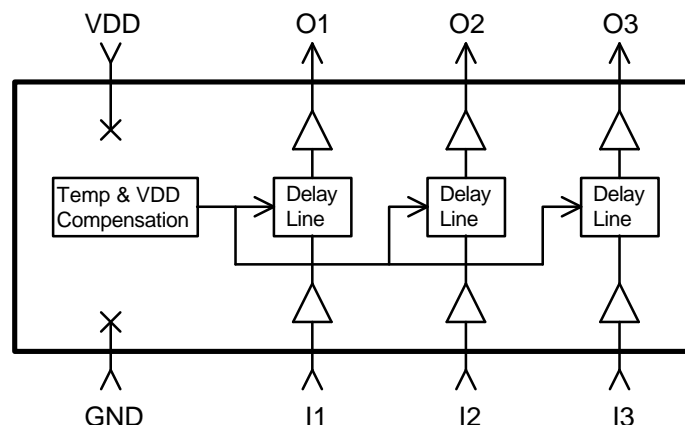 VDD O1 O2 O3
Temp & VDD
Compensation
Delay
Line
Delay
Line
Delay
Line
GND I1 I2 I3